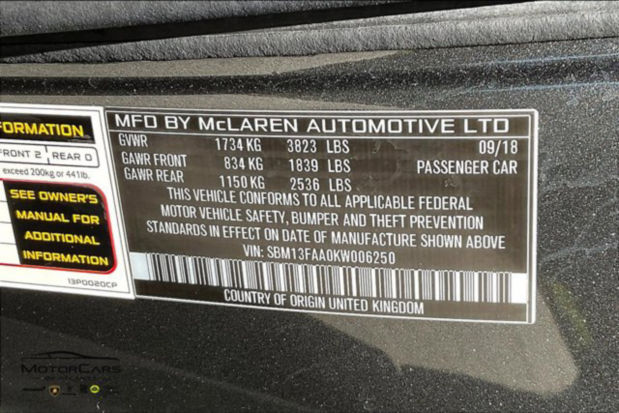 FORMATION
FRONT 2 REAR 0
exceed 200kg or 441lb.
SEE OWNER'S
MANUAL FOR
ADDITIONAL
INFORMATION
13P0020CP
MFD BY McLAREN AUTOMOTIVE LTD
GVWR 1734 KG 3823 LBS 09/18
GAWR FRONT 834 KG 1839 LBS PASSENGER CAR
GAWR REAR 1150 KG 2536 LBS
THIS VEHICLE CONFORMS TO ALL APPLICABLE FEDERAL
MOTOR VEHICLE SAFETY, BUMPER AND THEFT PREVENTION
STANDARDS IN EFFECT ON DATE OF MANUFACTURE SHOWN ABOVE
VIN: SBM13FAA0KW006250
COUNTRY OF ORIGIN UNITED KINGDOM
MOTORCARS